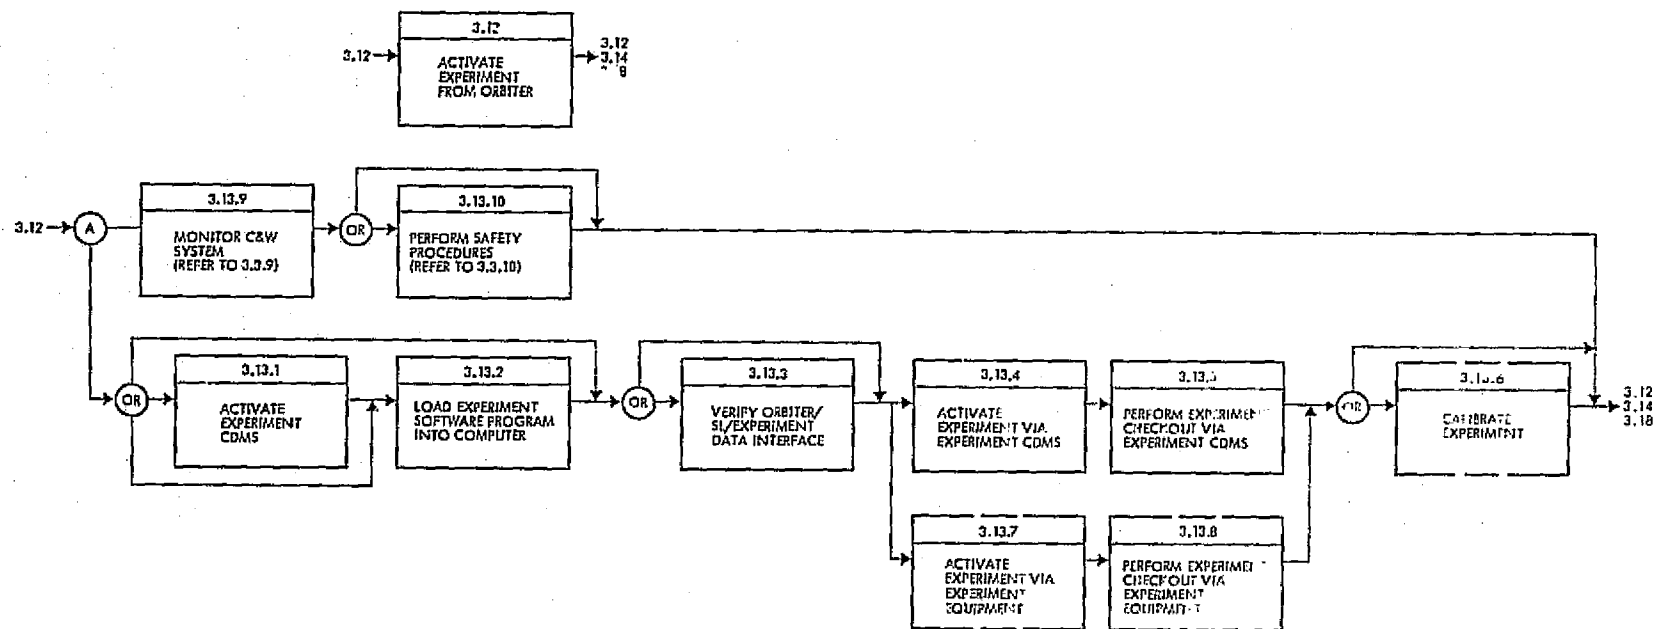 3.12
3.12
ACTIVATE
EXPERIMENT
FROM ORBITER
3.12
3.14
3.12
A
3.13.9
MONITOR C&W
SYSTEM
(REFER TO 3.3.9)
OR
3.13.10
PERFORM SAFETY
PROCEDURES
(REFER TO 3.3.10)
OR
3.13.1
ACTIVATE
EXPERIMENT
CDMS
3.13.2
LOAD EXPERIMENT
SOFTWARE PROGRAM
INTO COMPUTER
OR
3.13.3
VERIFY ORBITER/
SL/EXPERIMENT
DATA INTERFACE
3.13.4
ACTIVATE
EXPERIMENT VIA
EXPERIMENT CDMS
PERFORM EXPERIMENT
CHECKOUT VIA
EXPERIMENT CDMS
OR
CALIBRATE
EXPERIMENT
3.12
3.14
3.18
3.13.7
ACTIVATE
EXPERIMENT VIA
EXPERIMENT
EQUIPMENT
3.13.8
PERFORM EXPERIMENT
CHECKOUT VIA
EXPERIMENT
EQUIPMENT